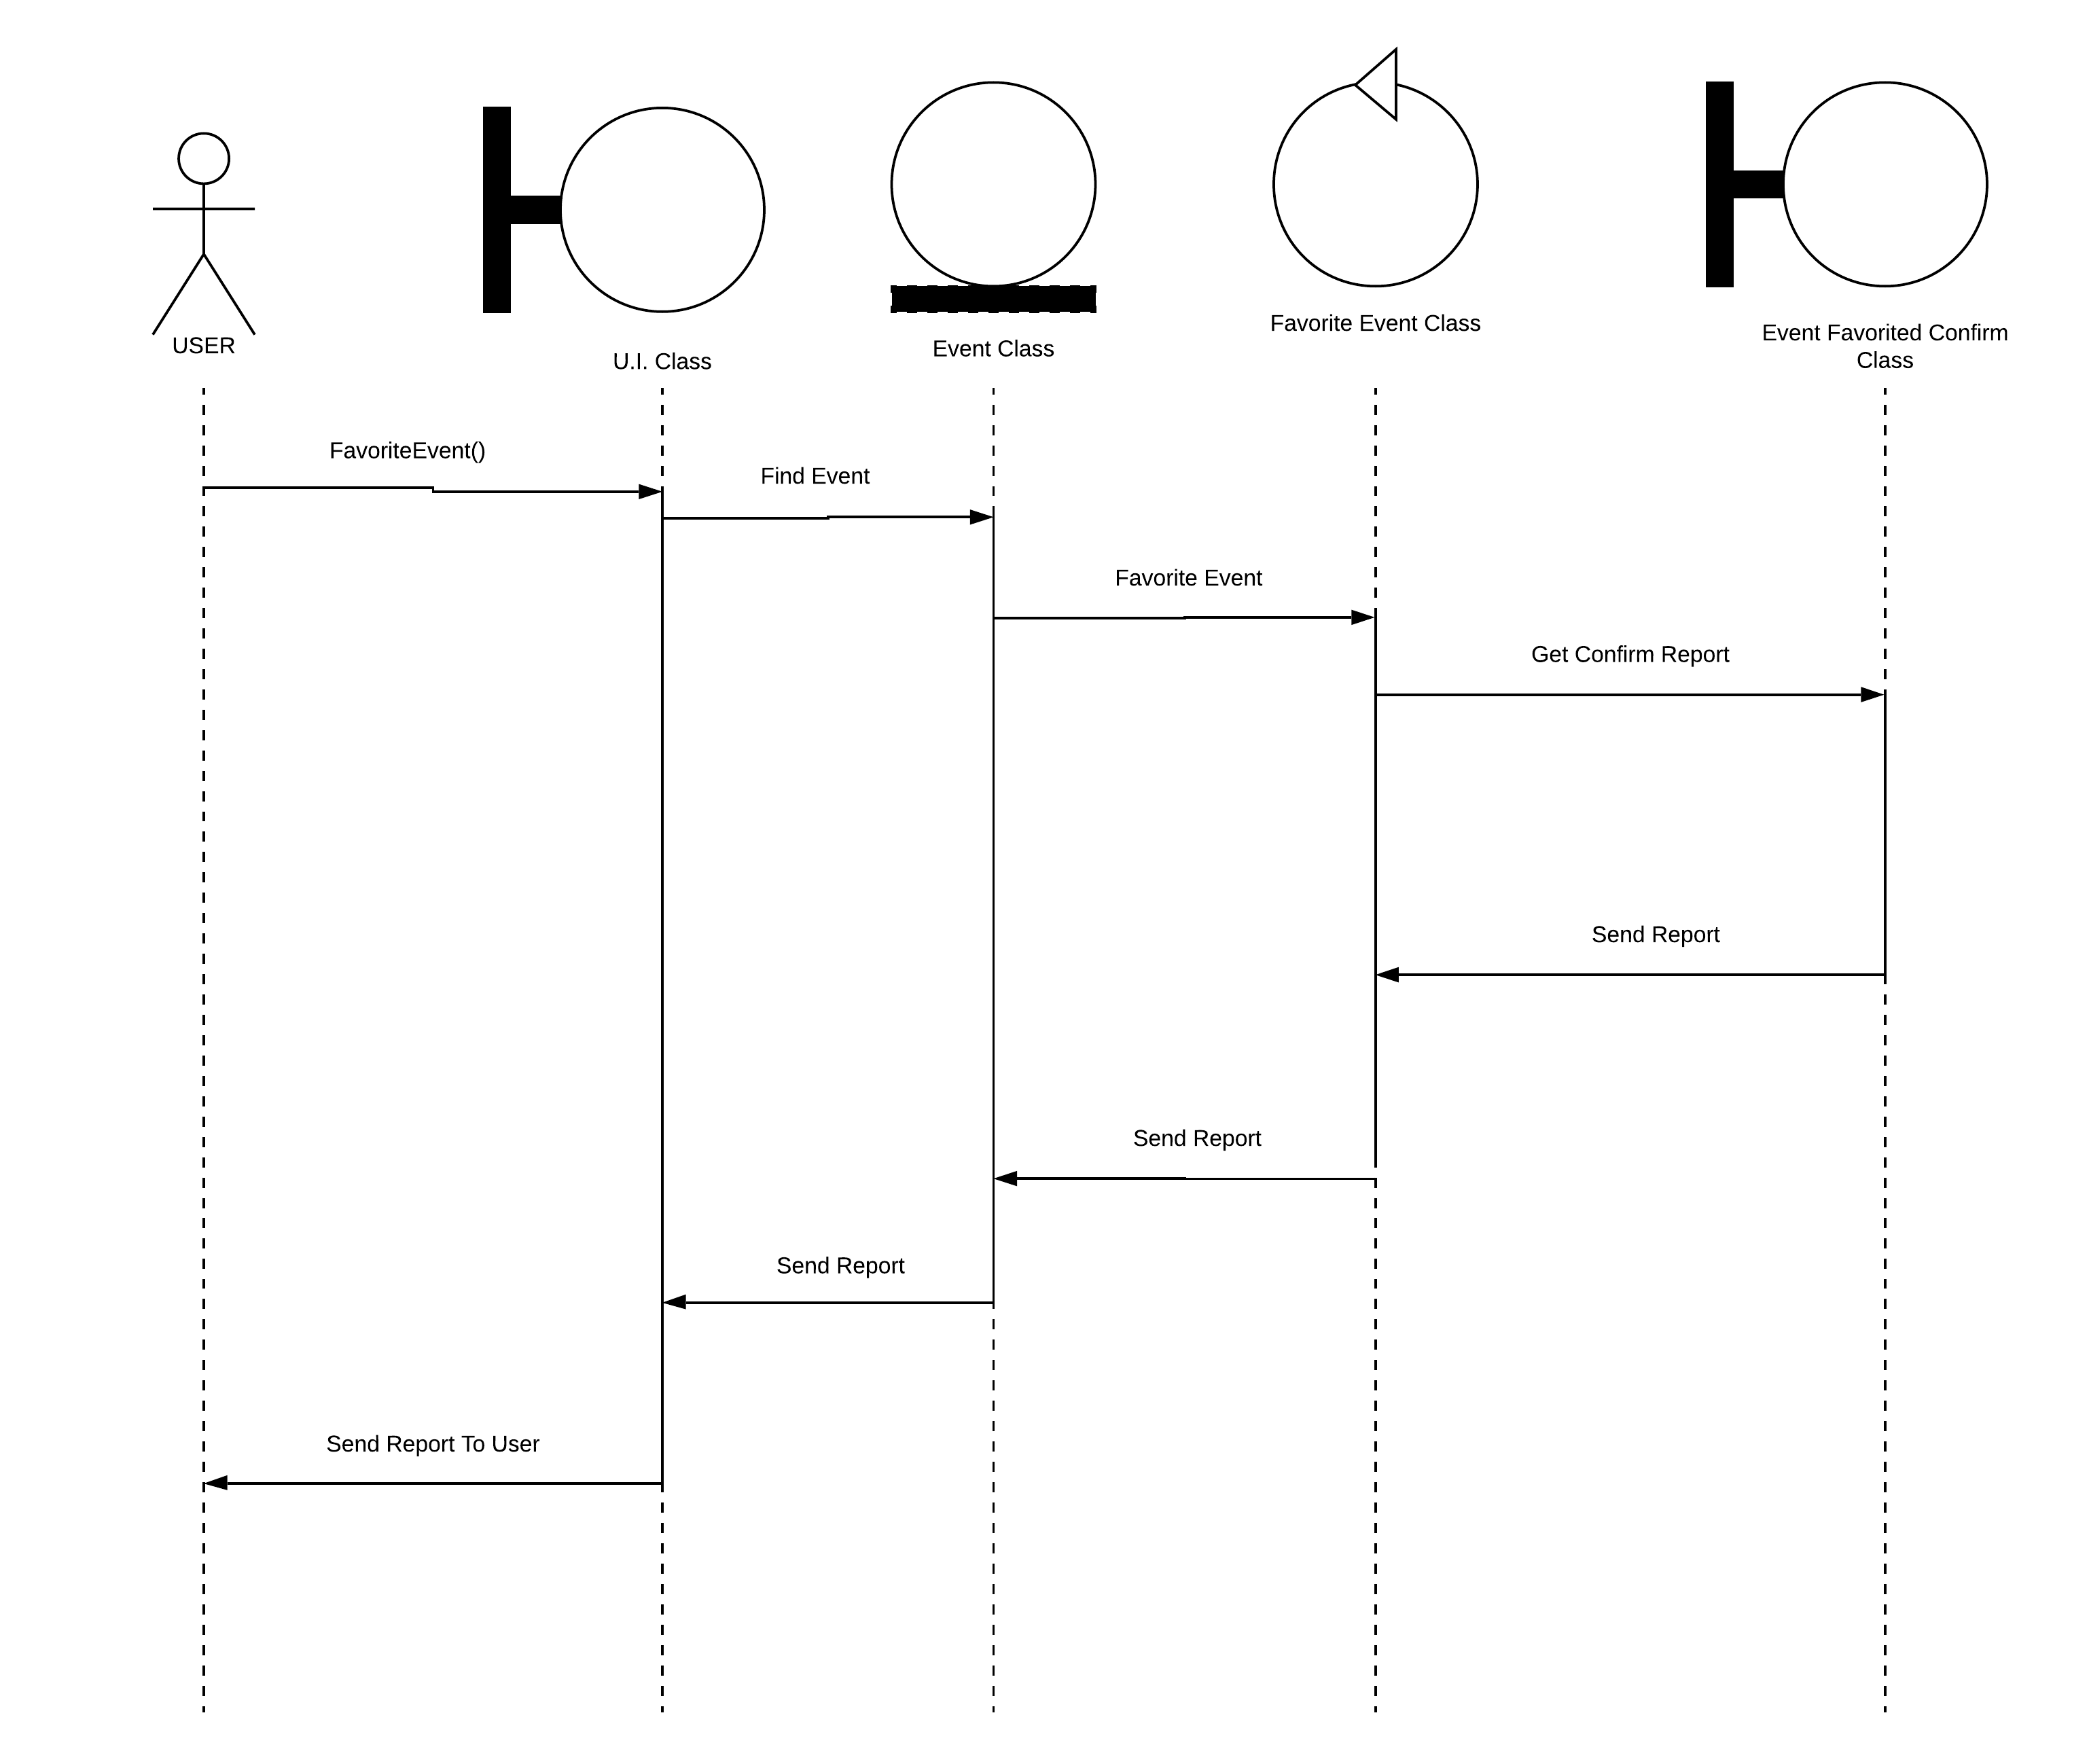 USER
U.I. Class
Event Class
Favorite Event Class
Event Favorited Confirm
Class
FavoriteEvent()
Find Event
Favorite Event
Get Confirm Report
Send Report
Send Report
Send Report
Send Report To User